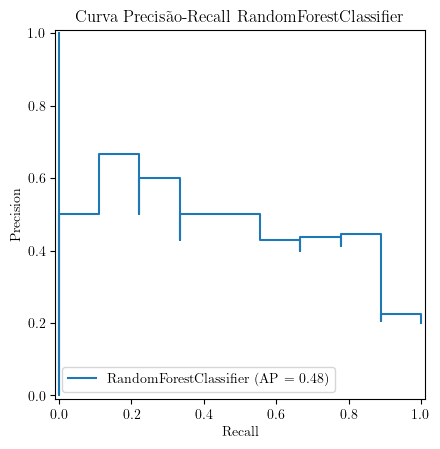 Curva Precisão-Recall RandomForestClassifier
1.0
0.8
0.6
0.4
0.2
0.0
Precision
RandomForestClassifier (AP = 0.48)
0.0 0.2 0.4 0.6 0.8 1.0
Recall